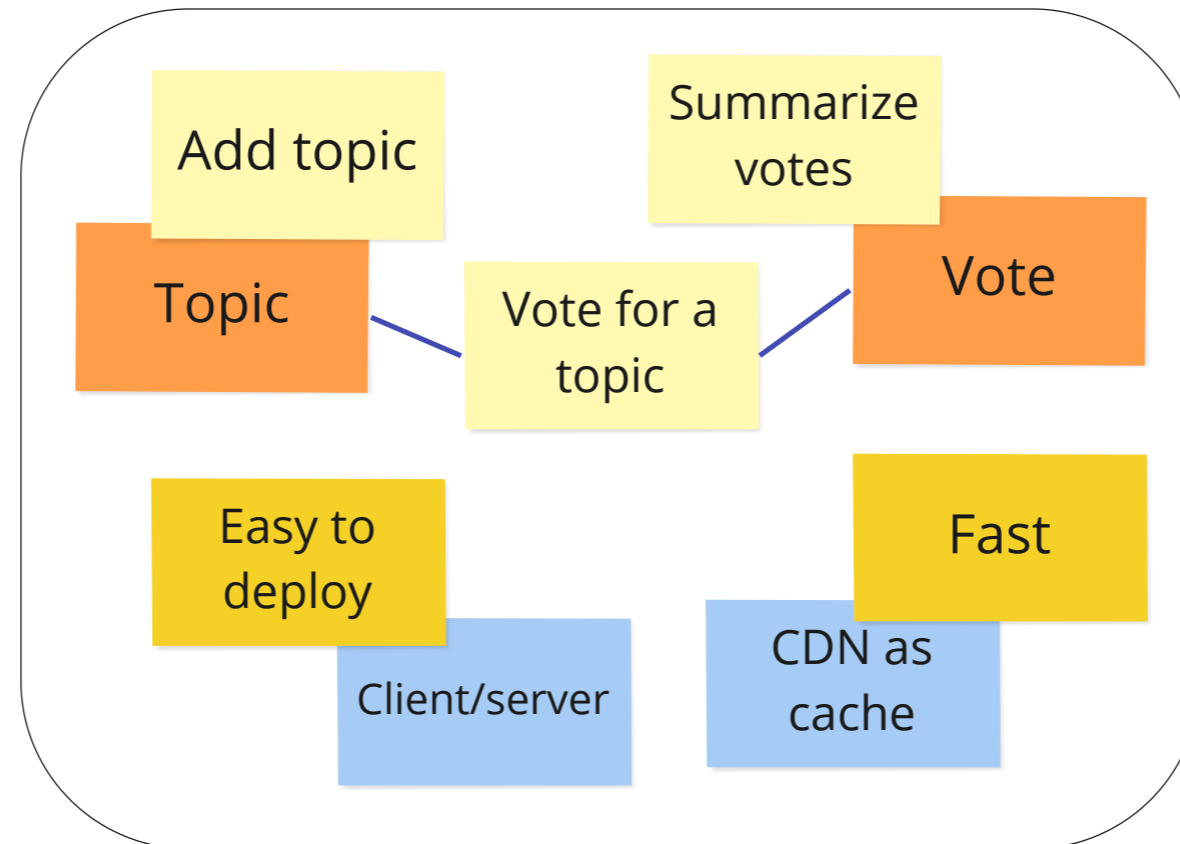 Add topic
Summarize
votes
Topic
Vote for a
topic
Vote
Easy to
deploy
Fast
Client/server
CDN as
cache